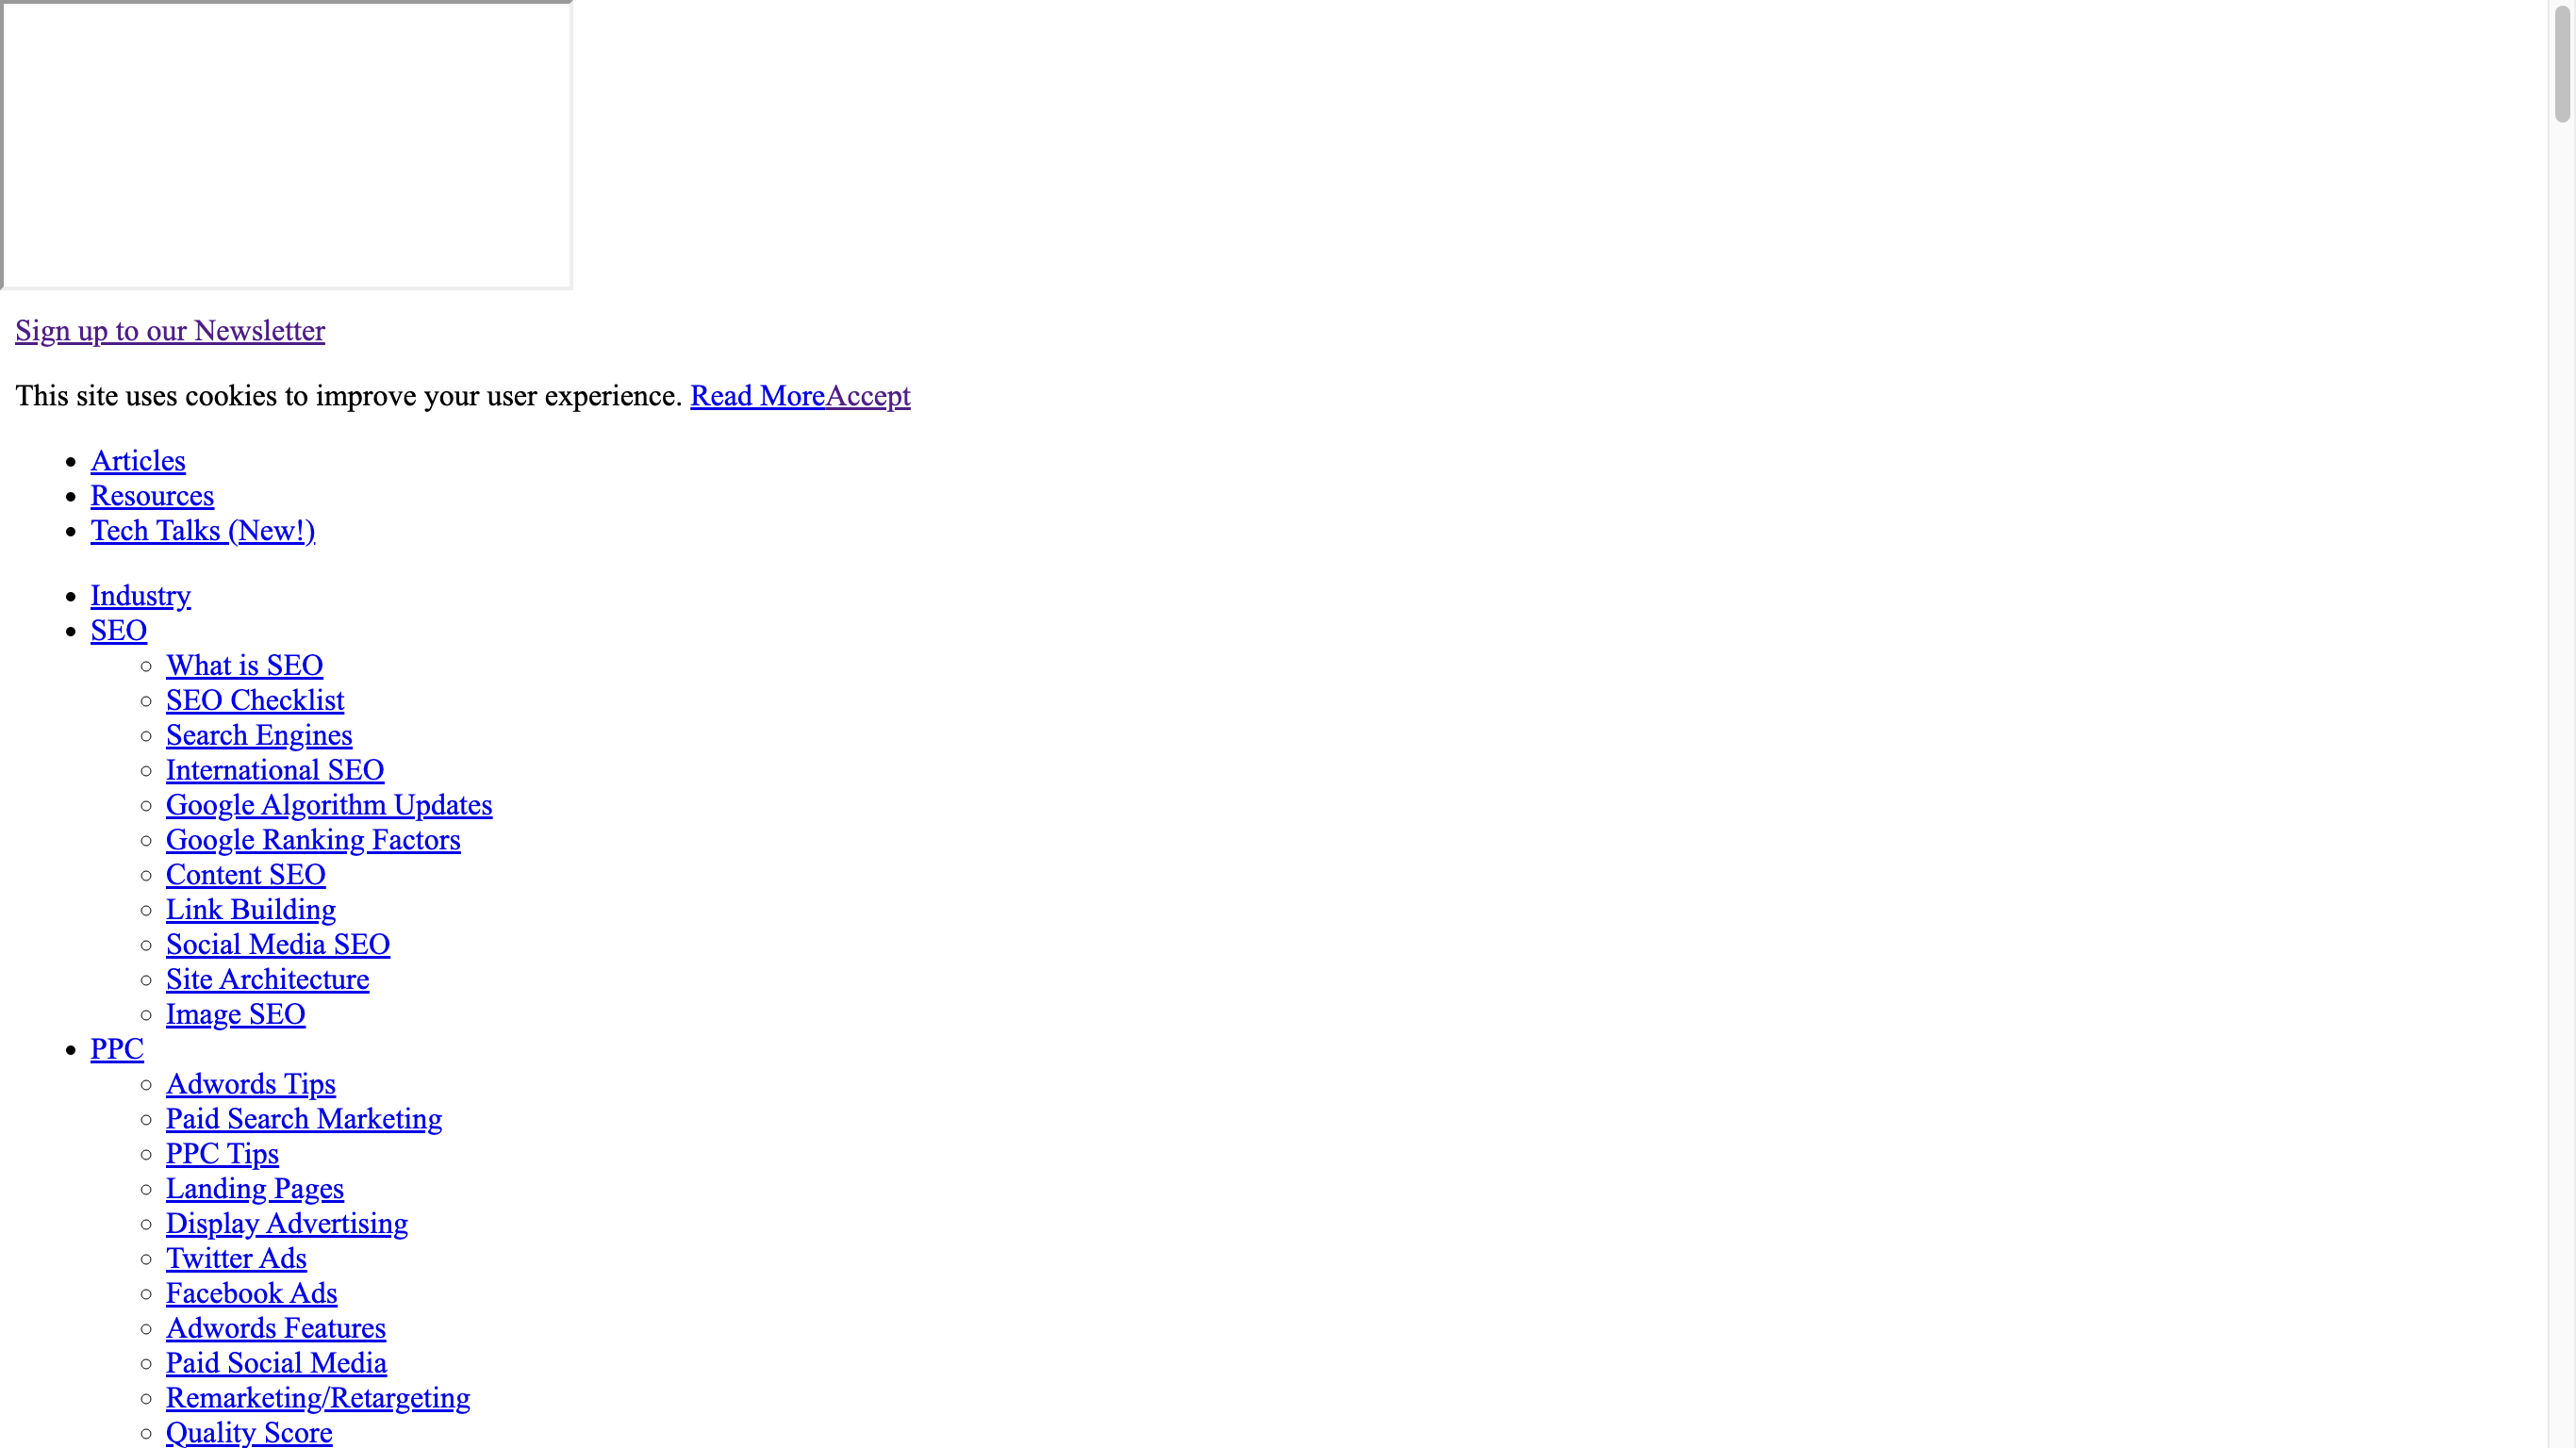 Sign up to our Newsletter
This site uses cookies to improve your user experience. Read MoreAccept
Articles
Resources
Tech Talks (New!)
Industry
SEO
What is SEO
SEO Checklist
Search Engines
International SEO
Google Algorithm Updates
Google Ranking Factors
Content SEO
Link Building
Social Media SEO
Site Architecture
Image SEO
PPC
Adwords Tips
Paid Search Marketing
PPC Tips
Landing Pages
Display Advertising
Twitter Ads
Facebook Ads
Adwords Features
Paid Social Media
Remarketing/Retargeting
Quality Score